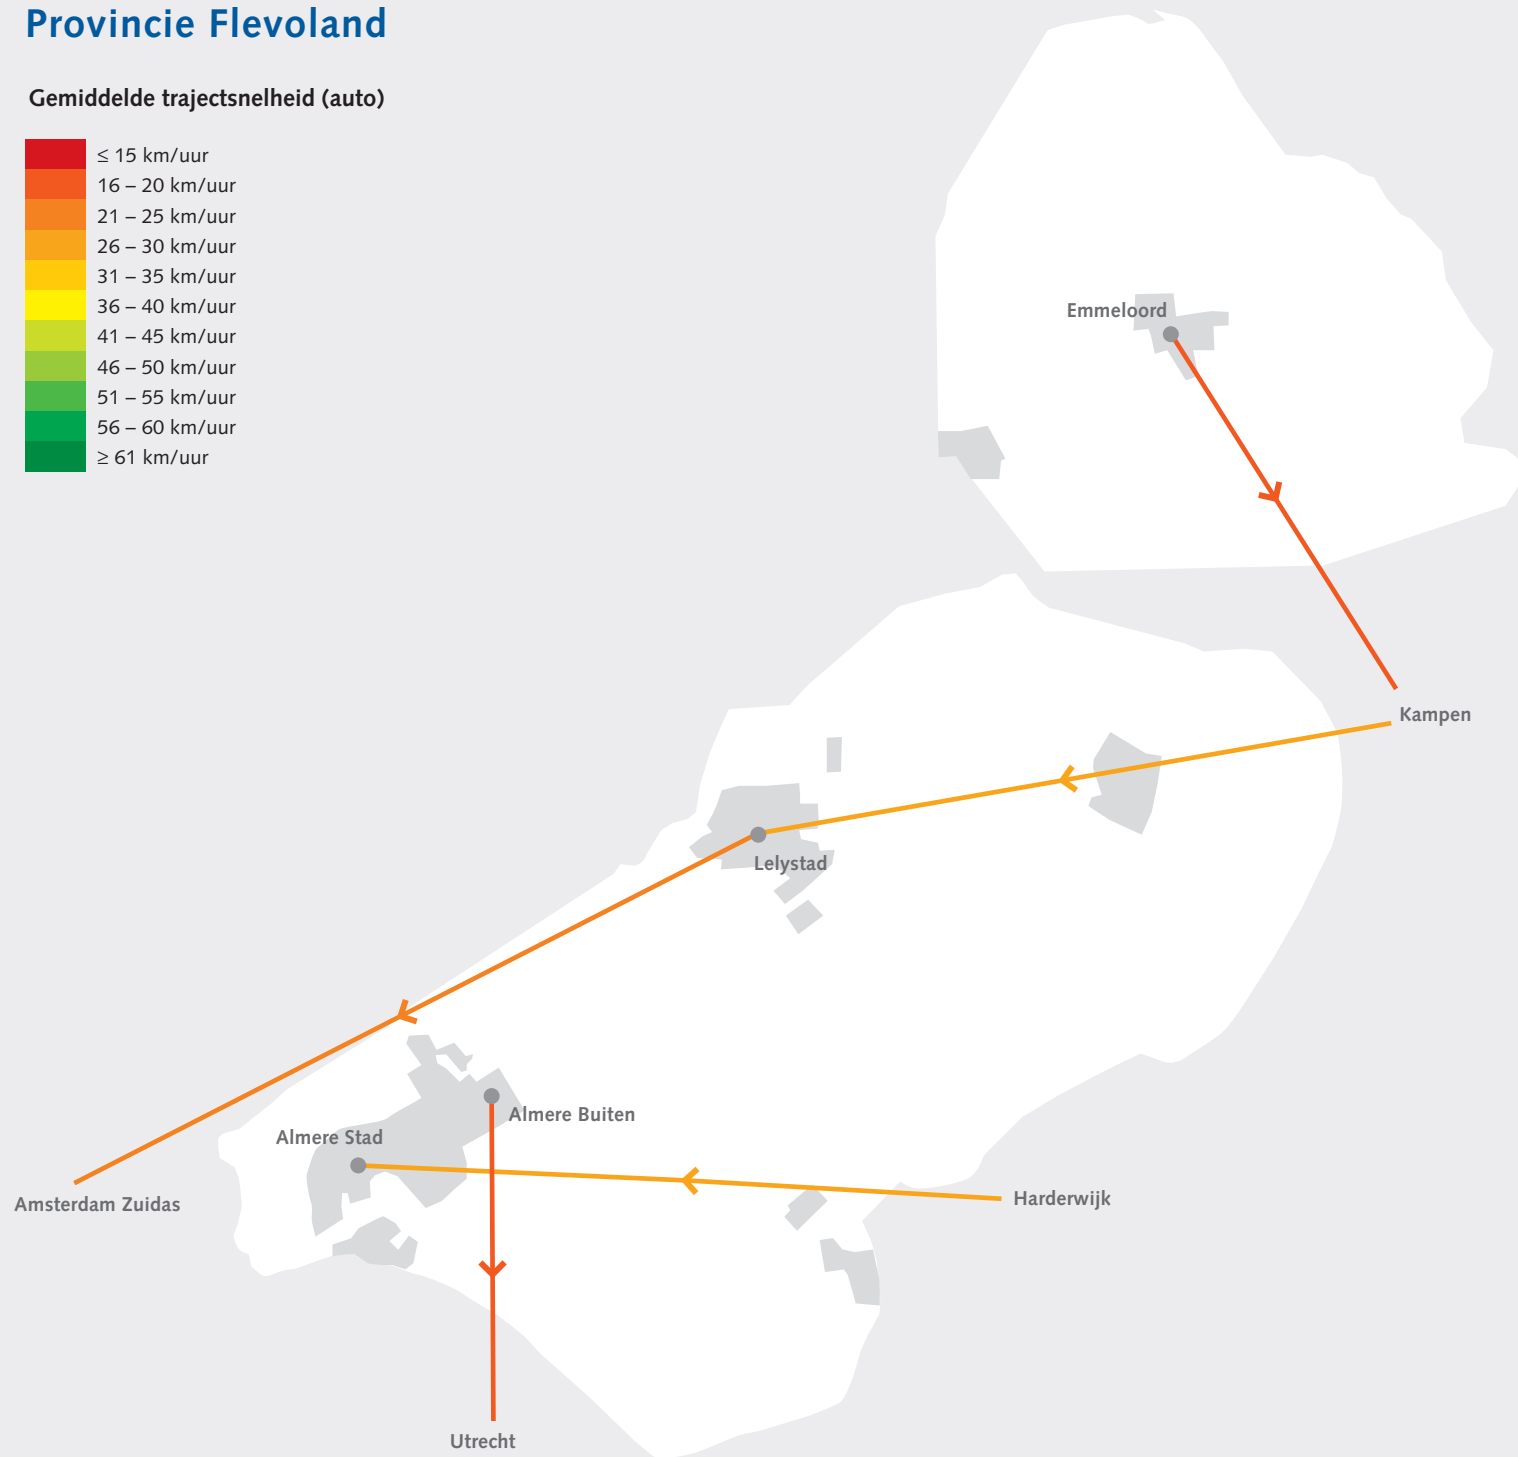 Provincie Flevoland
Gemiddelde trajectsnelheid (auto)
≤ 15 km/uur
16 – 20 km/uur
21 – 25 km/uur
26 – 30 km/uur
31 – 35 km/uur
36 – 40 km/uur
41 – 45 km/uur
46 – 50 km/uur
51 – 55 km/uur
56 – 60 km/uur
≥ 61 km/uur
Emmeloord
Kampen
Lelystad
Almere Buiten
Almere Stad
Amsterdam Zuidas
Harderwijk
Utrecht